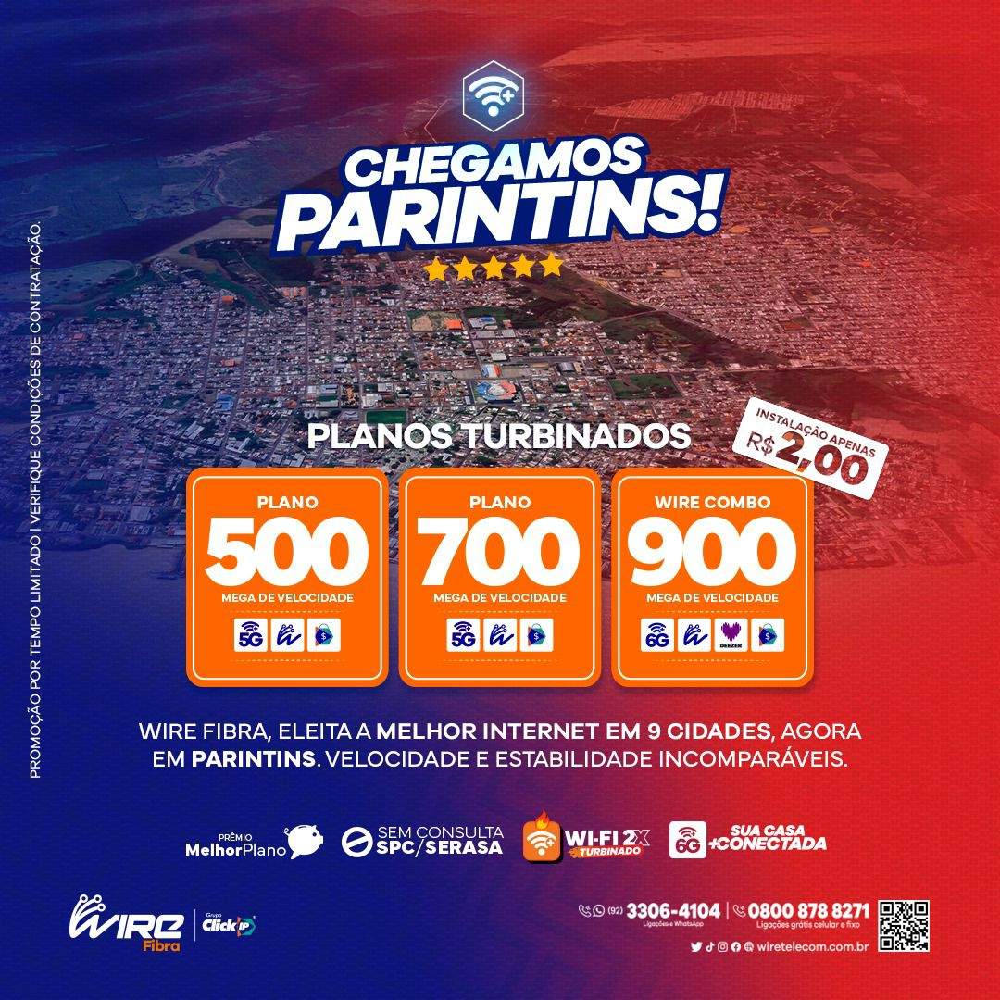 CHEGAMOS
PARINTINS!
PLANOS TURBINADOS
INSTALAÇÃO APENAS
R$ 2,00
PLANO
500
MEGA DE VELOCIDADE
5G
PLANO
700
MEGA DE VELOCIDADE
5G
WIRE COMBO
900
MEGA DE VELOCIDADE
6G
DEEZER
WIRE FIBRA, ELEITA A MELHOR INTERNET EM 9 CIDADES, AGORA
EM PARINTINS. VELOCIDADE E ESTABILIDADE INCOMPARÁVEIS.
PRÊMIO
MelhorPlano
SEM CONSULTA
SPC/SERASA
WI-FI 2X
TURBINADO
6G
SUA CASA
+CONECTADA
WIRE
Fibra
Grupo
Click IP
(92) 3306-4104
Ligações e WhatsApp
0800 878 8271
Ligações grátis celular e fixo
wiretelecom.com.br
PROMOÇÃO POR TEMPO LIMITADO | VERIFIQUE CONDIÇÕES DE CONTRATAÇÃO.